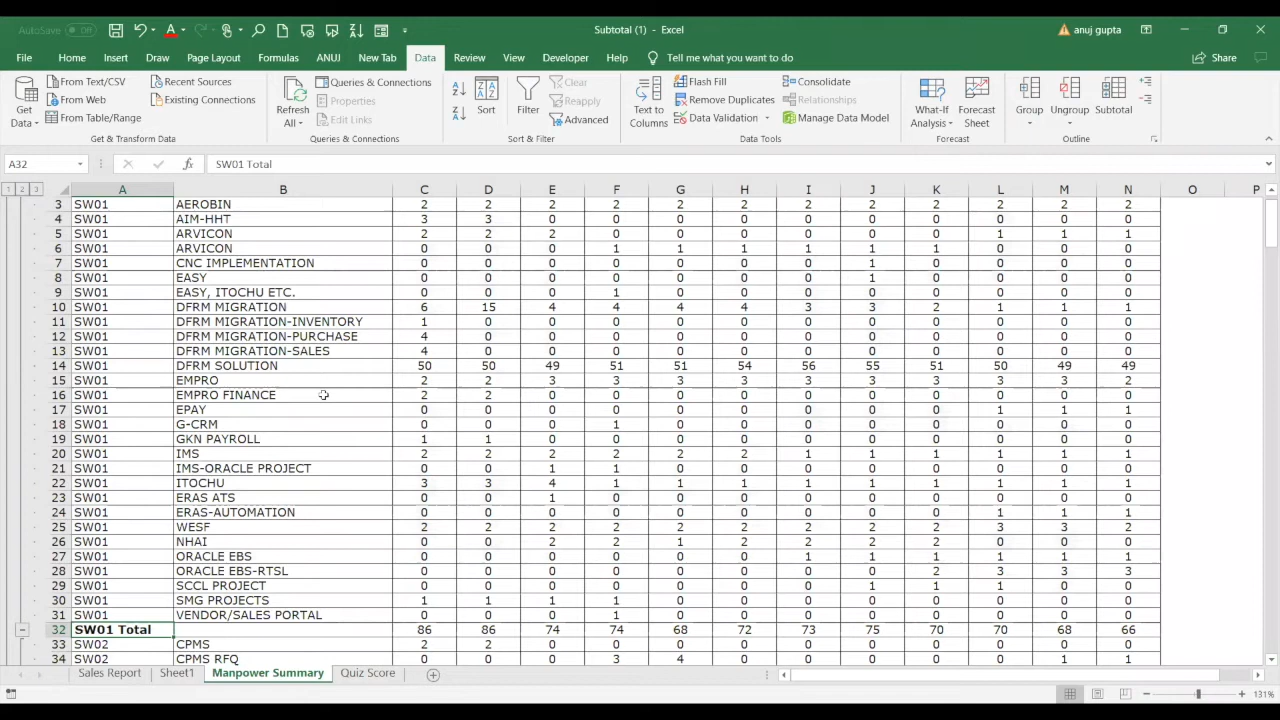 AutoSave Off Subtotal (1) - Excel anuj gupta
File Home Insert Draw Page Layout Formulas ANUJ New Tab Data Review View Developer Help Tell me what you want to do Share
Get Data
From Text/CSV
From Web
From Table/Range
Recent Sources
Existing Connections
Get & Transform Data
Refresh All
Queries & Connections
Properties
Edit Links
Queries & Connections
Sort
Filter
Clear
Reapply
Advanced
Sort & Filter
Text to Columns
Flash Fill
Remove Duplicates
Data Validation
Consolidate
Relationships
Manage Data Model
Data Tools
What-If Analysis
Forecast Sheet
Forecast
Group
Ungroup
Subtotal
Outline
A32 fx SW01 Total
1 2 3 A B C D E F G H I J K L M N O P
3 SW01 AEROBIN 2 2 2 2 2 2 2 2 2 2 2 2
4 SW01 AIM-HHT 3 3 0 0 0 0 0 0 0 0 0 0
5 SW01 ARVICON 2 2 2 0 0 0 0 0 0 1 1 1
6 SW01 ARVICON 0 0 0 1 1 1 1 1 1 0 0 0
7 SW01 CNC IMPLEMENTATION 0 0 0 0 0 0 0 1 0 0 0 0
8 SW01 EASY 0 0 0 0 0 0 0 1 0 0 0 0
9 SW01 EASY, ITOCHU ETC. 0 0 0 1 0 0 0 0 0 0 0 0
10 SW01 DFRM MIGRATION 6 15 4 4 4 4 3 3 2 1 1 1
11 SW01 DFRM MIGRATION-INVENTORY 1 0 0 0 0 0 0 0 0 0 0 0
12 SW01 DFRM MIGRATION-PURCHASE 4 0 0 0 0 0 0 0 0 0 0 0
13 SW01 DFRM MIGRATION-SALES 4 0 0 0 0 0 0 0 0 0 0 0
14 SW01 DFRM SOLUTION 50 50 49 51 51 54 56 55 51 50 49 49
15 SW01 EMPRO 2 2 3 3 3 3 3 3 3 3 3 2
16 SW01 EMPRO FINANCE 2 2 0 0 0 0 0 0 0 0 0 0
17 SW01 EPAY 0 0 0 0 0 0 0 0 0 1 1 1
18 SW01 G-CRM 0 0 0 1 0 0 0 0 0 0 0 0
19 SW01 GKN PAYROLL 1 1 0 0 0 0 0 0 0 0 0 0
20 SW01 IMS 2 2 2 2 2 2 1 1 1 1 1 1
21 SW01 IMS-ORACLE PROJECT 0 0 1 1 0 0 0 0 0 0 0 0
22 SW01 ITOCHU 3 3 4 1 1 1 1 1 1 1 1 1
23 SW01 ERAS ATS 0 0 1 0 0 0 0 0 0 0 0 0
24 SW01 ERAS-AUTOMATION 0 0 0 0 0 0 0 0 0 1 1 1
25 SW01 WESF 2 2 2 2 2 2 2 2 2 3 3 2
26 SW01 NHAI 0 0 2 2 1 2 2 2 2 0 0 0
27 SW01 ORACLE EBS 0 0 0 0 0 0 1 1 1 1 1 1
28 SW01 ORACLE EBS-RTSL 0 0 0 0 0 0 0 0 2 3 3 3
29 SW01 SCCL PROJECT 0 0 0 0 0 0 0 1 1 1 0 0
30 SW01 SMG PROJECTS 1 1 1 1 0 0 0 0 0 0 0 0
31 SW01 VENDOR/SALES PORTAL 0 0 0 1 0 0 0 0 0 0 0 0
32 SW01 Total 86 86 74 74 68 72 73 75 70 70 68 66
33 SW02 CPMS 2 2 0 0 0 0 0 0 0 0 0 0
34 SW02 CPMS RFQ 0 0 0 3 4 0 0 0 0 0 1 1
Sales Report Sheet1 Manpower Summary Quiz Score
131%